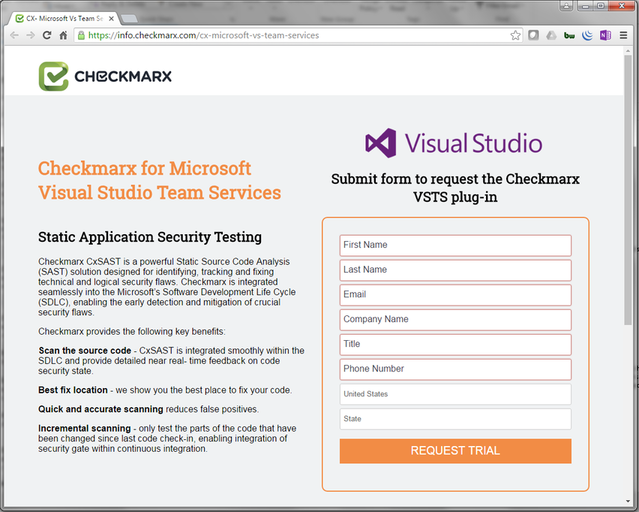 CX- Microsoft Vs Team Se
https://info.checkmarx.com/cx-microsoft-vs-team-services
CHECKMARX
Visual Studio
Checkmarx for Microsoft
Visual Studio Team Services
Submit form to request the Checkmarx
VSTS plug-in
Static Application Security Testing
Checkmarx CxSAST is a powerful Static Source Code Analysis
(SAST) solution designed for identifying, tracking and fixing
technical and logical security flaws. Checkmarx is integrated
seamlessly into the Microsoft's Software Development Life Cycle
(SDLC), enabling the early detection and mitigation of crucial
security flaws.
Checkmarx provides the following key benefits:
Scan the source code - CxSAST is integrated smoothly within the
SDLC and provide detailed near real- time feedback on code
security state.
Best fix location - we show you the best place to fix your code.
Quick and accurate scanning reduces false positives.
Incremental scanning - only test the parts of the code that have
been changed since last code check-in, enabling integration of
security gate within continuous integration.
First Name
Last Name
Email
Company Name
Title
Phone Number
United States
State
REQUEST TRIAL